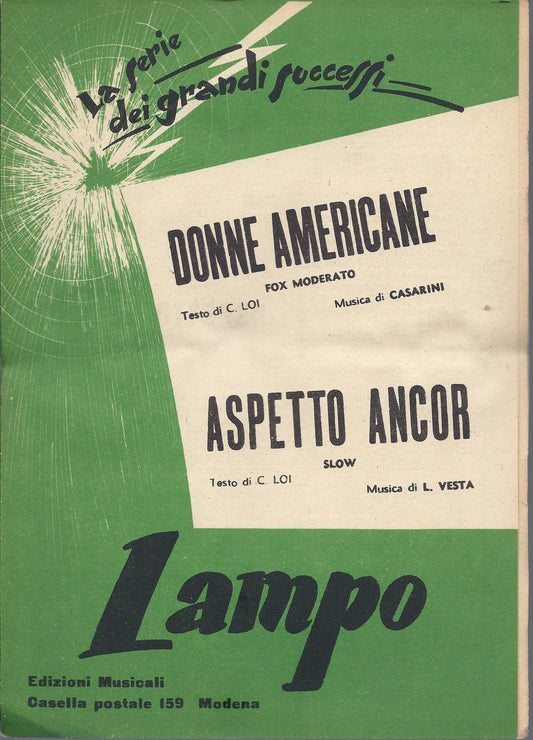 La serie
dei grandi successi
DONNE AMERICANE
FOX MODERATO
Testo di C. LOI
Musica di CASARINI
ASPETTO ANCOR
SLOW
Testo di C. LOI
Musica di L. VESTA
Lampo
Edizioni Musicali
Casella postale 159 Modena